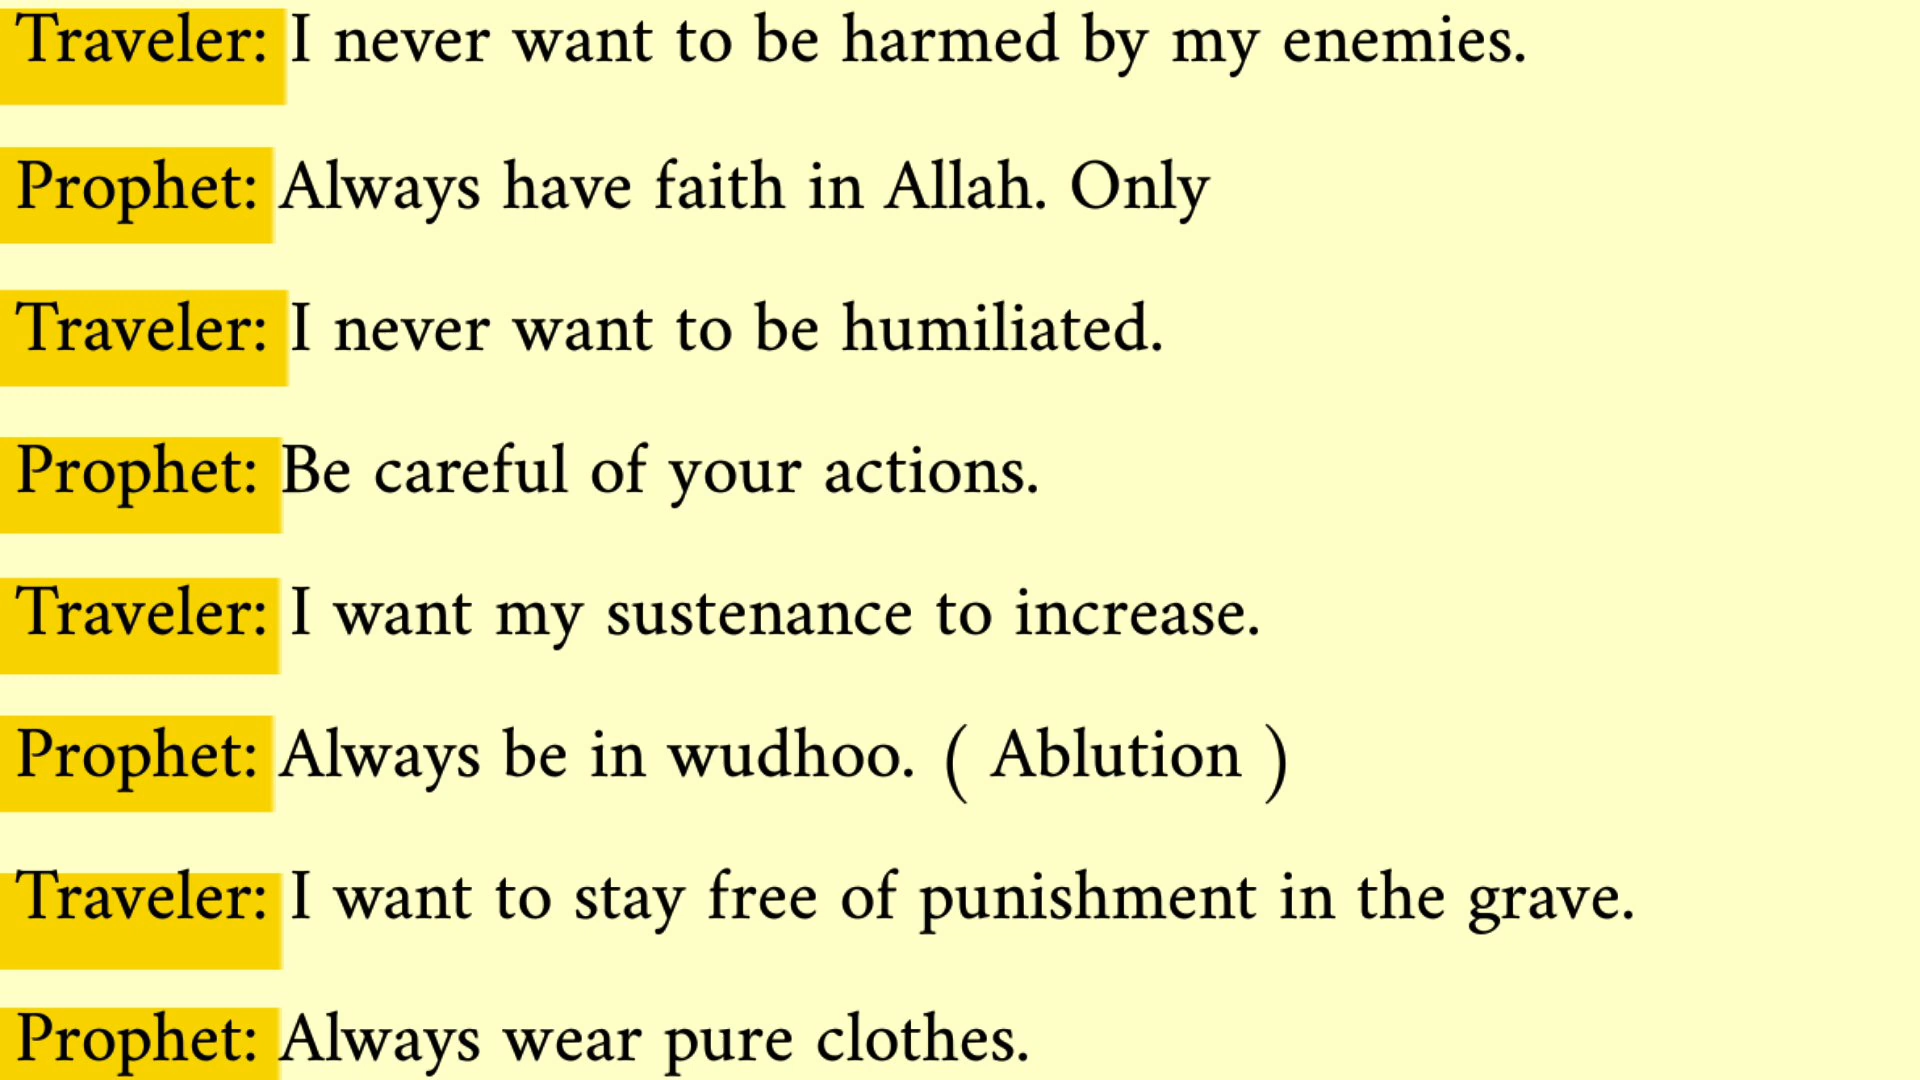 Traveler: I never want to be harmed by my enemies.
Prophet: Always have faith in Allah. Only
Traveler: I never want to be humiliated.
Prophet: Be careful of your actions.
Traveler: I want my sustenance to increase.
Prophet: Always be in wudhoo. ( Ablution )
Traveler: I want to stay free of punishment in the grave.
Prophet: Always wear pure clothes.